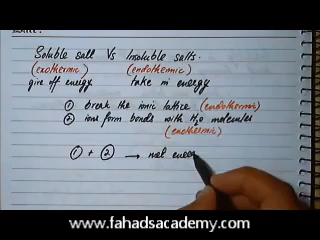 Soluble salt Vs Insoluble salts.
(exothermic) (endothermic)
give off energy take in energy
① break the ionic lattice (endothermic)
② ions form bonds with H₂O molecules
(exothermic)
① + ② → net ener
www.fahadsacademy.com